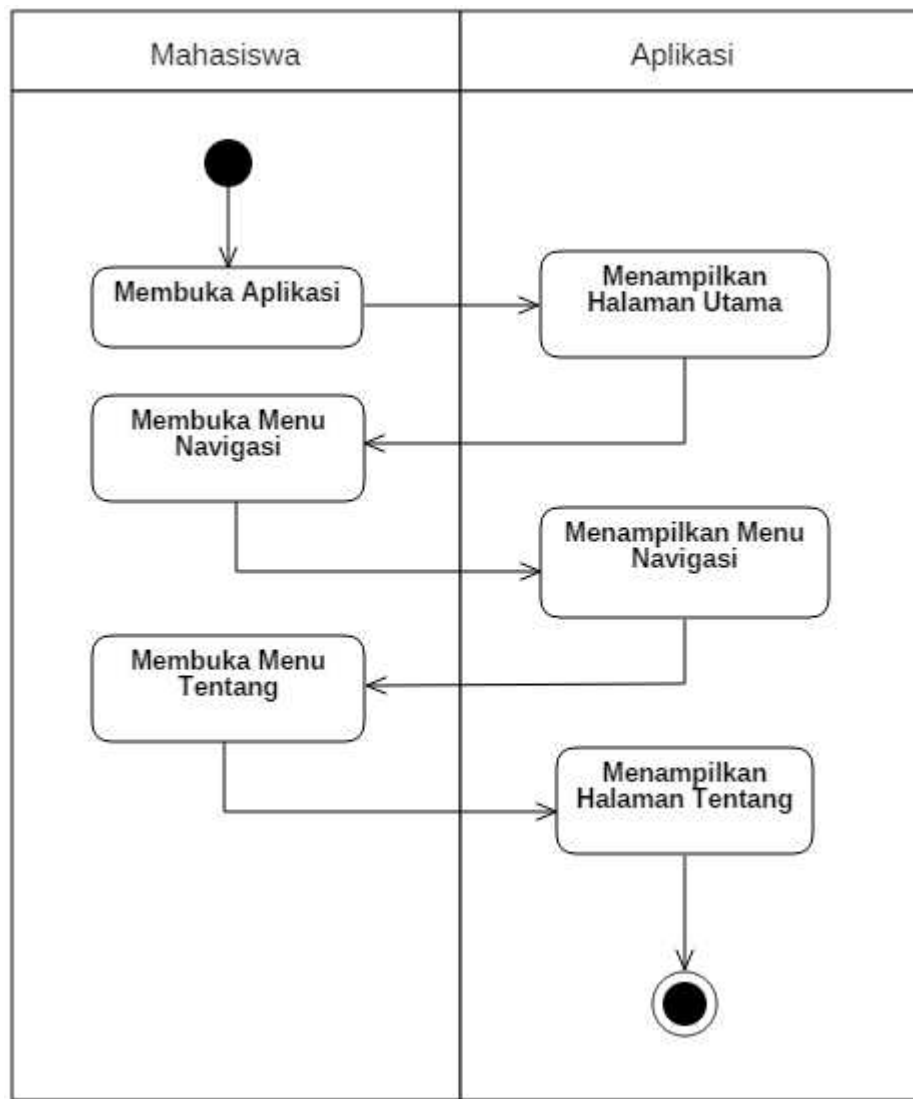 Mahasiswa
Aplikasi
Membuka Aplikasi
Menampilkan
Halaman Utama
Membuka Menu
Navigasi
Menampilkan Menu
Navigasi
Membuka Menu
Tentang
Menampilkan
Halaman Tentang